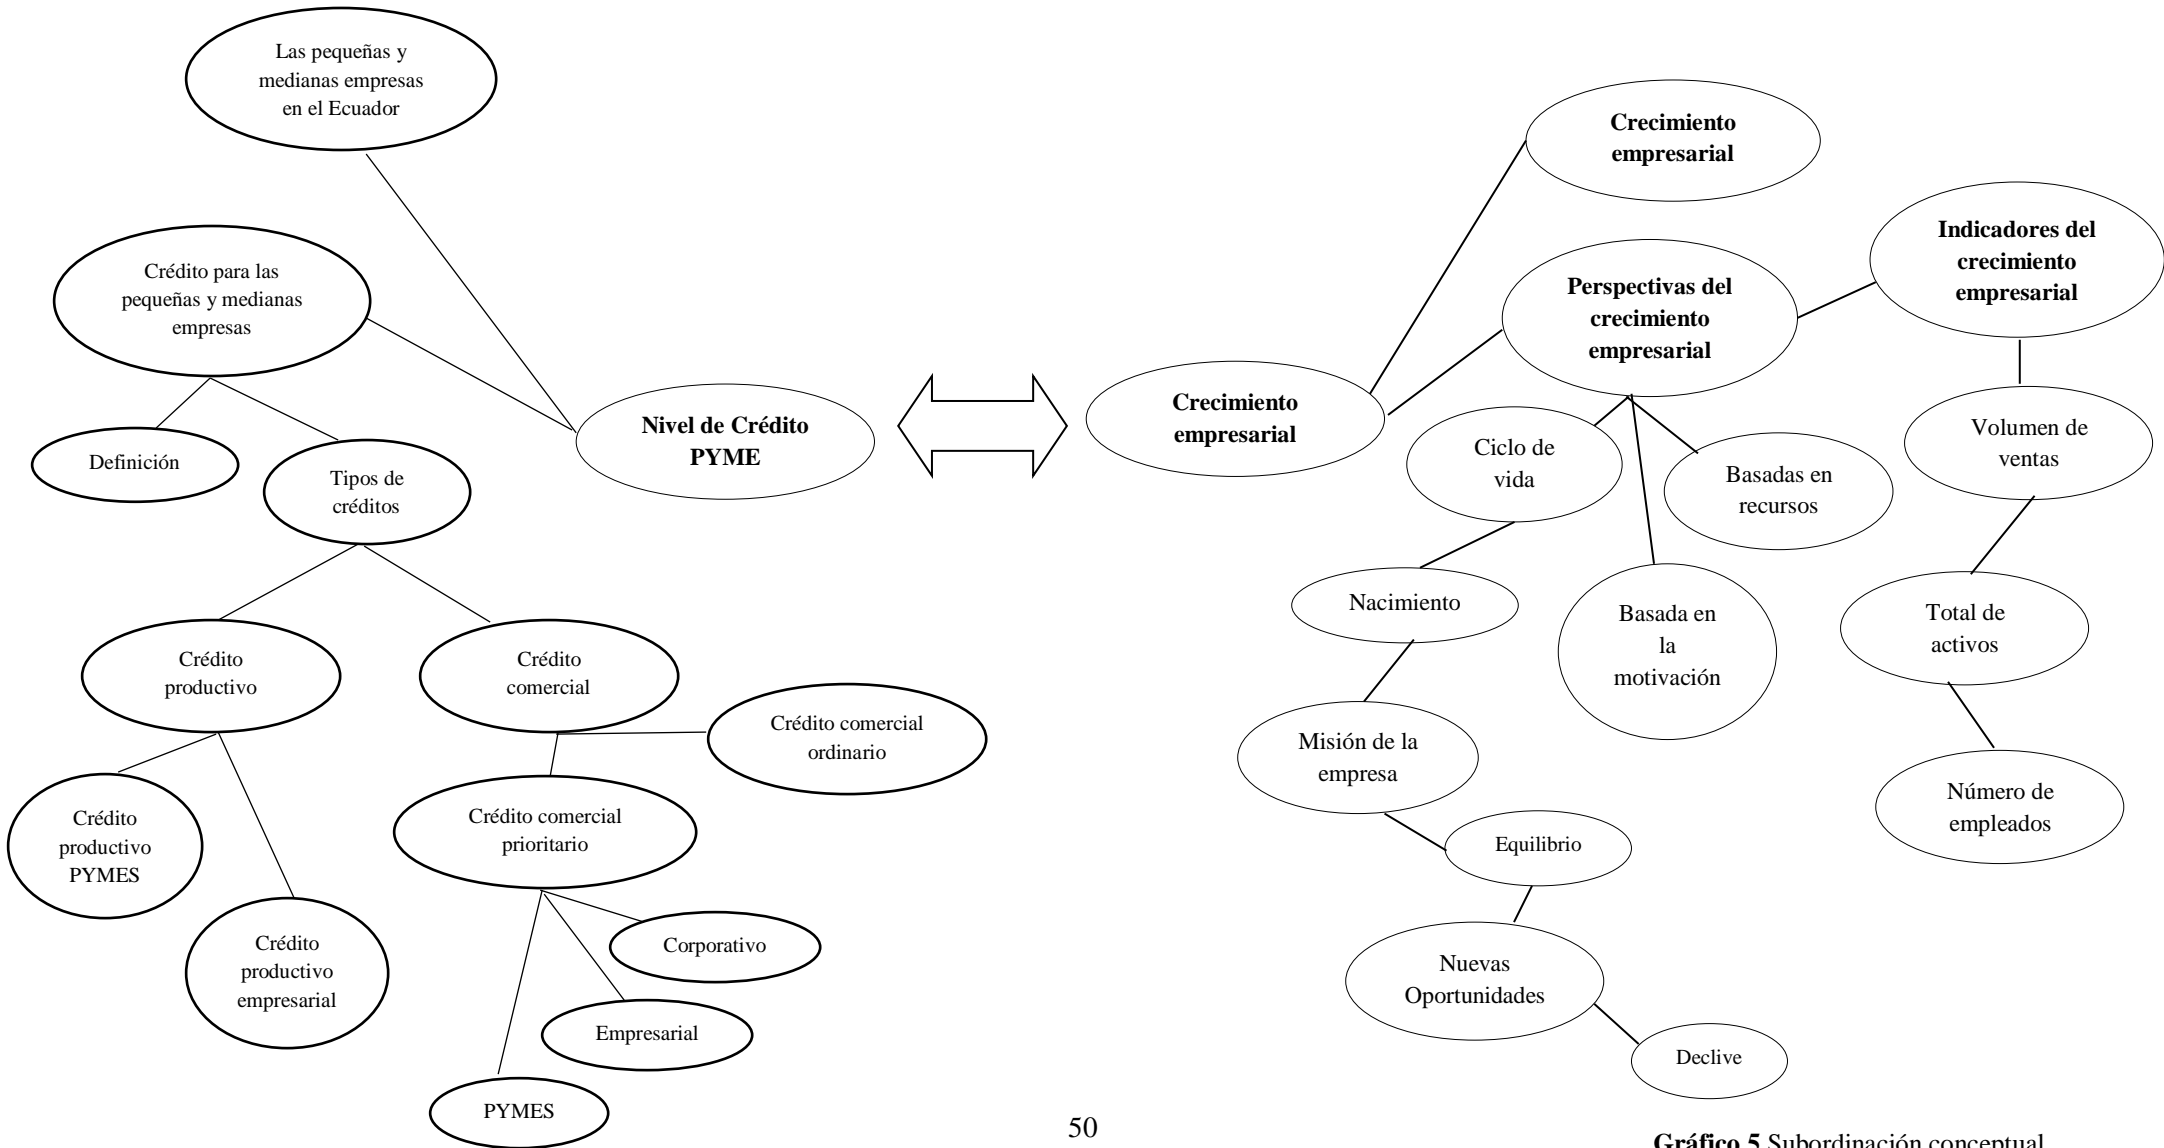 Las pequeñas y
medianas empresas
en el Ecuador
Crédito para las
pequeñas y medianas
empresas
Definición
Tipos de
créditos
Nivel de Crédito
PYME
Crédito
productivo
Crédito
comercial
Crédito comercial
ordinario
Crédito
productivo
PYMES
Crédito comercial
prioritario
Crédito
productivo
empresarial
Corporativo
Empresarial
PYMES
Crecimiento
empresarial
Crecimiento
empresarial
Perspectivas del
crecimiento
empresarial
Indicadores del
crecimiento
empresarial
Ciclo de
vida
Basadas en
recursos
Volumen de
ventas
Nacimiento
Basada en
la
motivación
Total de
activos
Misión de la
empresa
Número de
empleados
Equilibrio
Nuevas
Oportunidades
Declive
50
Gráfico 5 Subordinación conceptual